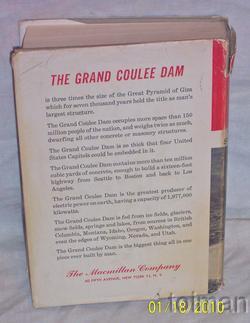 THE GRAND COULEE DAM
is three times the size of the Great Pyramid of Giza
which for seven thousand years held the title as man's
largest structure.
The Grand Coulee Dam occupies more space than 150
million people of the nation, and weighs twice as much,
dwarfing all other concrete or masonry structures.
The Grand Coulee Dam is so thick that four United
States Capitols could be embedded in it.
The Grand Coulee Dam contains more than ten million
cubic yards of concrete, enough to build a sixteen-foot
highway from Seattle to Boston and back to Los
Angeles.
The Grand Coulee Dam is the greatest producer of
electric power on earth, having a capacity of 1,977,000
kilowatts.
The Grand Coulee Dam is fed from ice fields, glaciers,
snow fields, springs and lakes, from sources in British
Columbia, Montana, Idaho, Oregon, Washington, and
even the edges of Wyoming, Nevada, and Utah.
The Grand Coulee Dam is the biggest thing all in one
piece ever built by man.
The Macmillan Company
60 FIFTH AVENUE, NEW YORK 11, N. Y.
01/18/2010